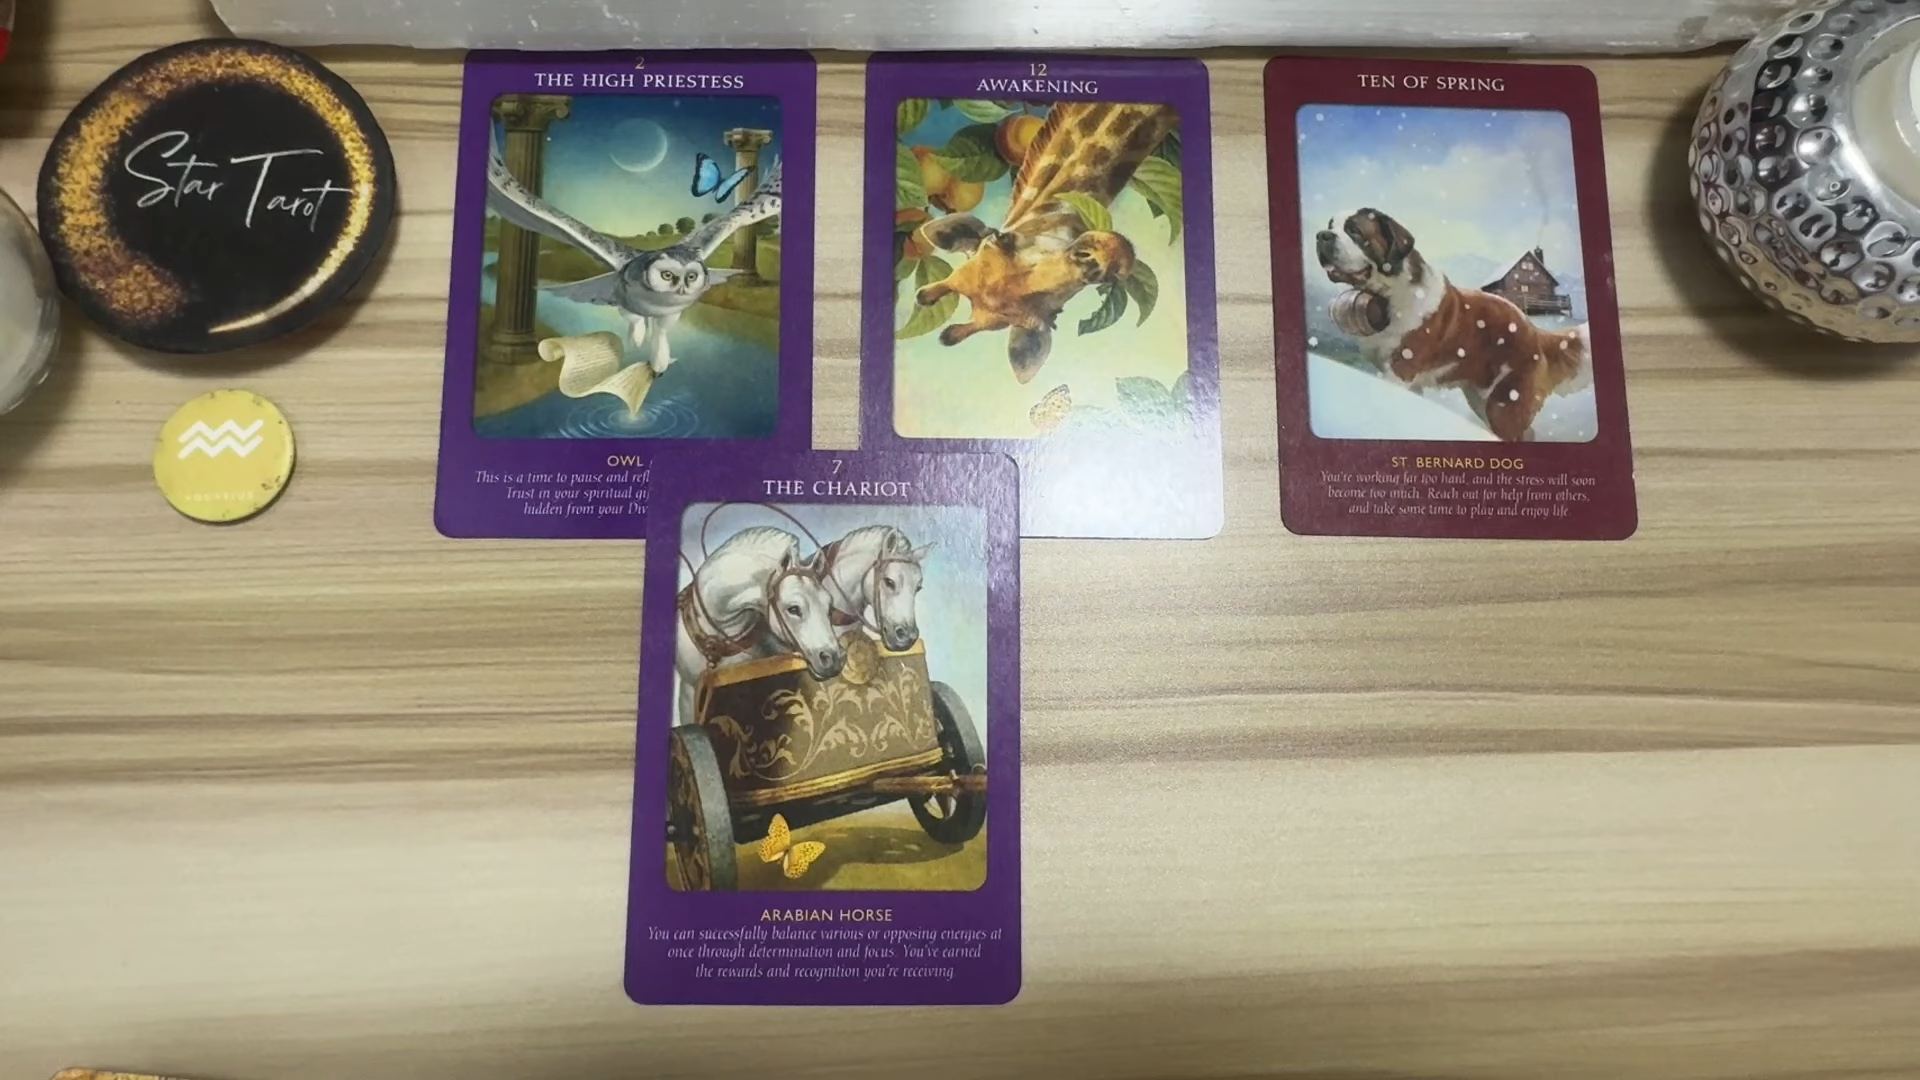 Star Tarot
AQUARIUS
2
THE HIGH PRIESTESS
OWL
This is a time to pause and refl
Trust in your spiritual gi
hidden from your Div
12
AWAKENING
TEN OF SPRING
ST. BERNARD DOG
You're working far too hard, and the stress will soon
become too much. Reach out for help from others,
and take some time to play and enjoy life.
7
THE CHARIOT
ARABIAN HORSE
You can successfully balance various or opposing energies at
once through determination and focus. You've earned
the rewards and recognition you're receiving.